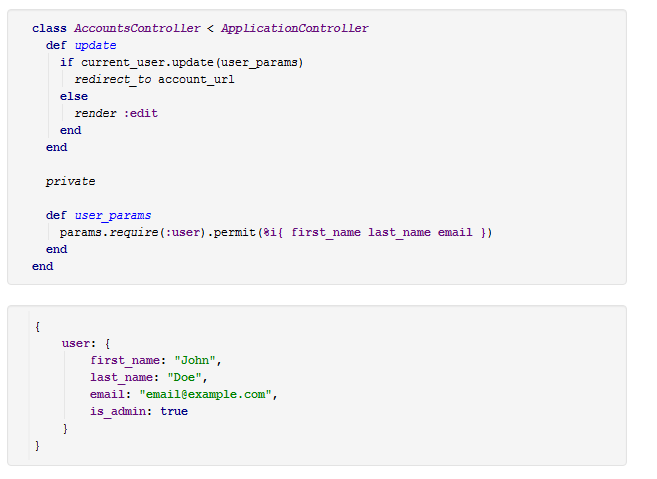 class AccountsController < ApplicationController
  def update
    if current_user.update(user_params)
      redirect_to account_url
    else
      render :edit
    end
  end

  private

  def user_params
    params.require(:user).permit(%i{ first_name last_name email })
  end
end

{
    user: {
        first_name: "John",
        last_name: "Doe",
        email: "email@example.com",
        is_admin: true
    }
}